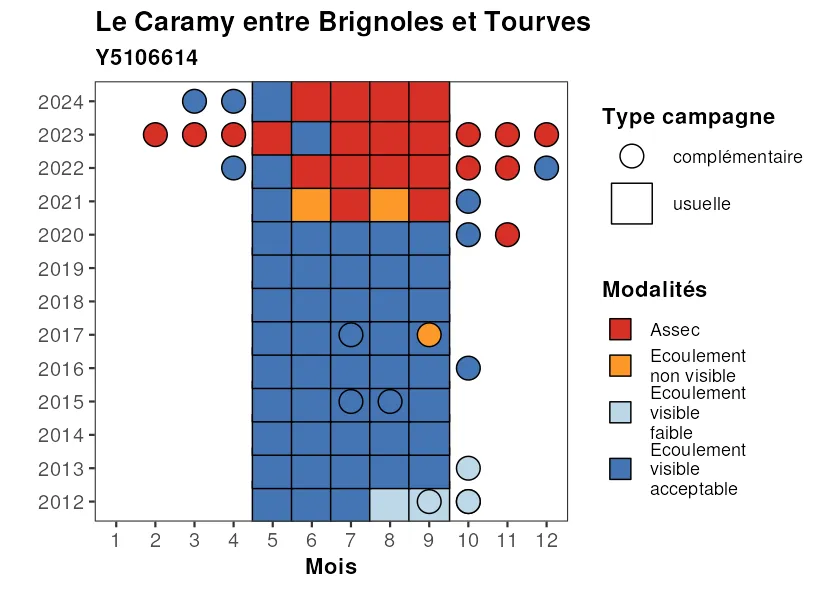 Le Caramy entre Brignoles et Tourves
Y5106614
2024
2023
2022
2021
2020
2019
2018
2017
2016
2015
2014
2013
2012
1 2 3 4 5 6 7 8 9 10 11 12
Mois
Type campagne
complémentaire
usuelle
Modalités
Assec
Ecoulement
non visible
Ecoulement
visible
faible
Ecoulement
visible
acceptable